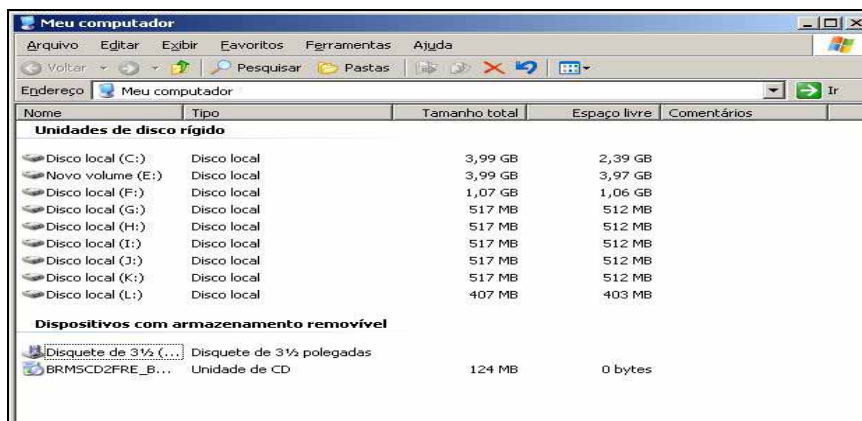 Meu computador
Arquivo Editar Exibir Favoritos Ferramentas Ajuda
Voltar Pesquisar Pastas
Endereço Meu computador Ir
Nome Tipo Tamanho total Espaço livre Comentários
Unidades de disco rígido
Disco local (C:) Disco local 3,99 GB 2,39 GB
Novo volume (E:) Disco local 3,99 GB 3,97 GB
Disco local (F:) Disco local 1,07 GB 1,06 GB
Disco local (G:) Disco local 517 MB 512 MB
Disco local (H:) Disco local 517 MB 512 MB
Disco local (I:) Disco local 517 MB 512 MB
Disco local (J:) Disco local 517 MB 512 MB
Disco local (K:) Disco local 517 MB 512 MB
Disco local (L:) Disco local 407 MB 403 MB
Dispositivos com armazenamento removível
Disquete de 3½ (... Disquete de 3½ polegadas
BRMSCD2FRE_B... Unidade de CD 124 MB 0 bytes